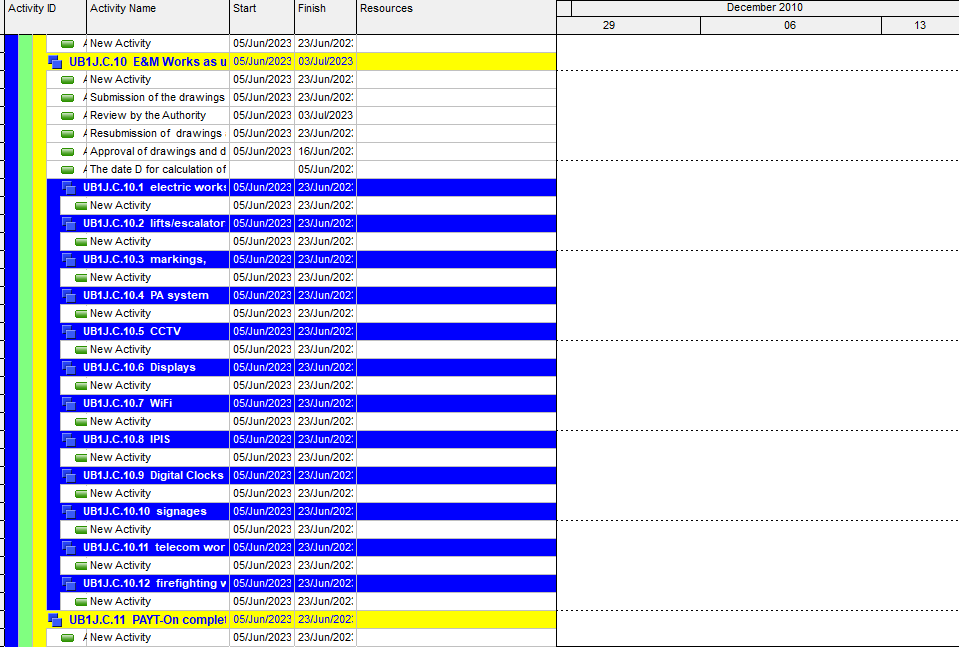 Activity ID Activity Name Start Finish Resources December 2010
29 06 13
New Activity 05/Jun/2023 23/Jun/202
UB1J.C.10 E&M Works as u 05/Jun/2023 03/Jul/2023
New Activity 05/Jun/2023 23/Jun/202
Submission of the drawings 05/Jun/2023 23/Jun/202
Review by the Authority 05/Jun/2023 03/Jul/2023
Resubmission of drawings 05/Jun/2023 23/Jun/202
Approval of drawings and d 05/Jun/2023 16/Jun/202
The date D for calculation of 05/Jun/202
UB1J.C.10.1 electric works 05/Jun/2023 23/Jun/202
New Activity 05/Jun/2023 23/Jun/202
UB1J.C.10.2 lifts/escalator 05/Jun/2023 23/Jun/202
New Activity 05/Jun/2023 23/Jun/202
UB1J.C.10.3 markings, 05/Jun/2023 23/Jun/202
New Activity 05/Jun/2023 23/Jun/202
UB1J.C.10.4 PA system 05/Jun/2023 23/Jun/202
New Activity 05/Jun/2023 23/Jun/202
UB1J.C.10.5 CCTV 05/Jun/2023 23/Jun/202
New Activity 05/Jun/2023 23/Jun/202
UB1J.C.10.6 Displays 05/Jun/2023 23/Jun/202
New Activity 05/Jun/2023 23/Jun/202
UB1J.C.10.7 WiFi 05/Jun/2023 23/Jun/202
New Activity 05/Jun/2023 23/Jun/202
UB1J.C.10.8 IPIS 05/Jun/2023 23/Jun/202
New Activity 05/Jun/2023 23/Jun/202
UB1J.C.10.9 Digital Clocks 05/Jun/2023 23/Jun/202
New Activity 05/Jun/2023 23/Jun/202
UB1J.C.10.10 signages 05/Jun/2023 23/Jun/202
New Activity 05/Jun/2023 23/Jun/202
UB1J.C.10.11 telecom wor 05/Jun/2023 23/Jun/202
New Activity 05/Jun/2023 23/Jun/202
UB1J.C.10.12 firefighting w 05/Jun/2023 23/Jun/202
New Activity 05/Jun/2023 23/Jun/202
UB1J.C.11 PAYT-On complet 05/Jun/2023 23/Jun/202
New Activity 05/Jun/2023 23/Jun/202